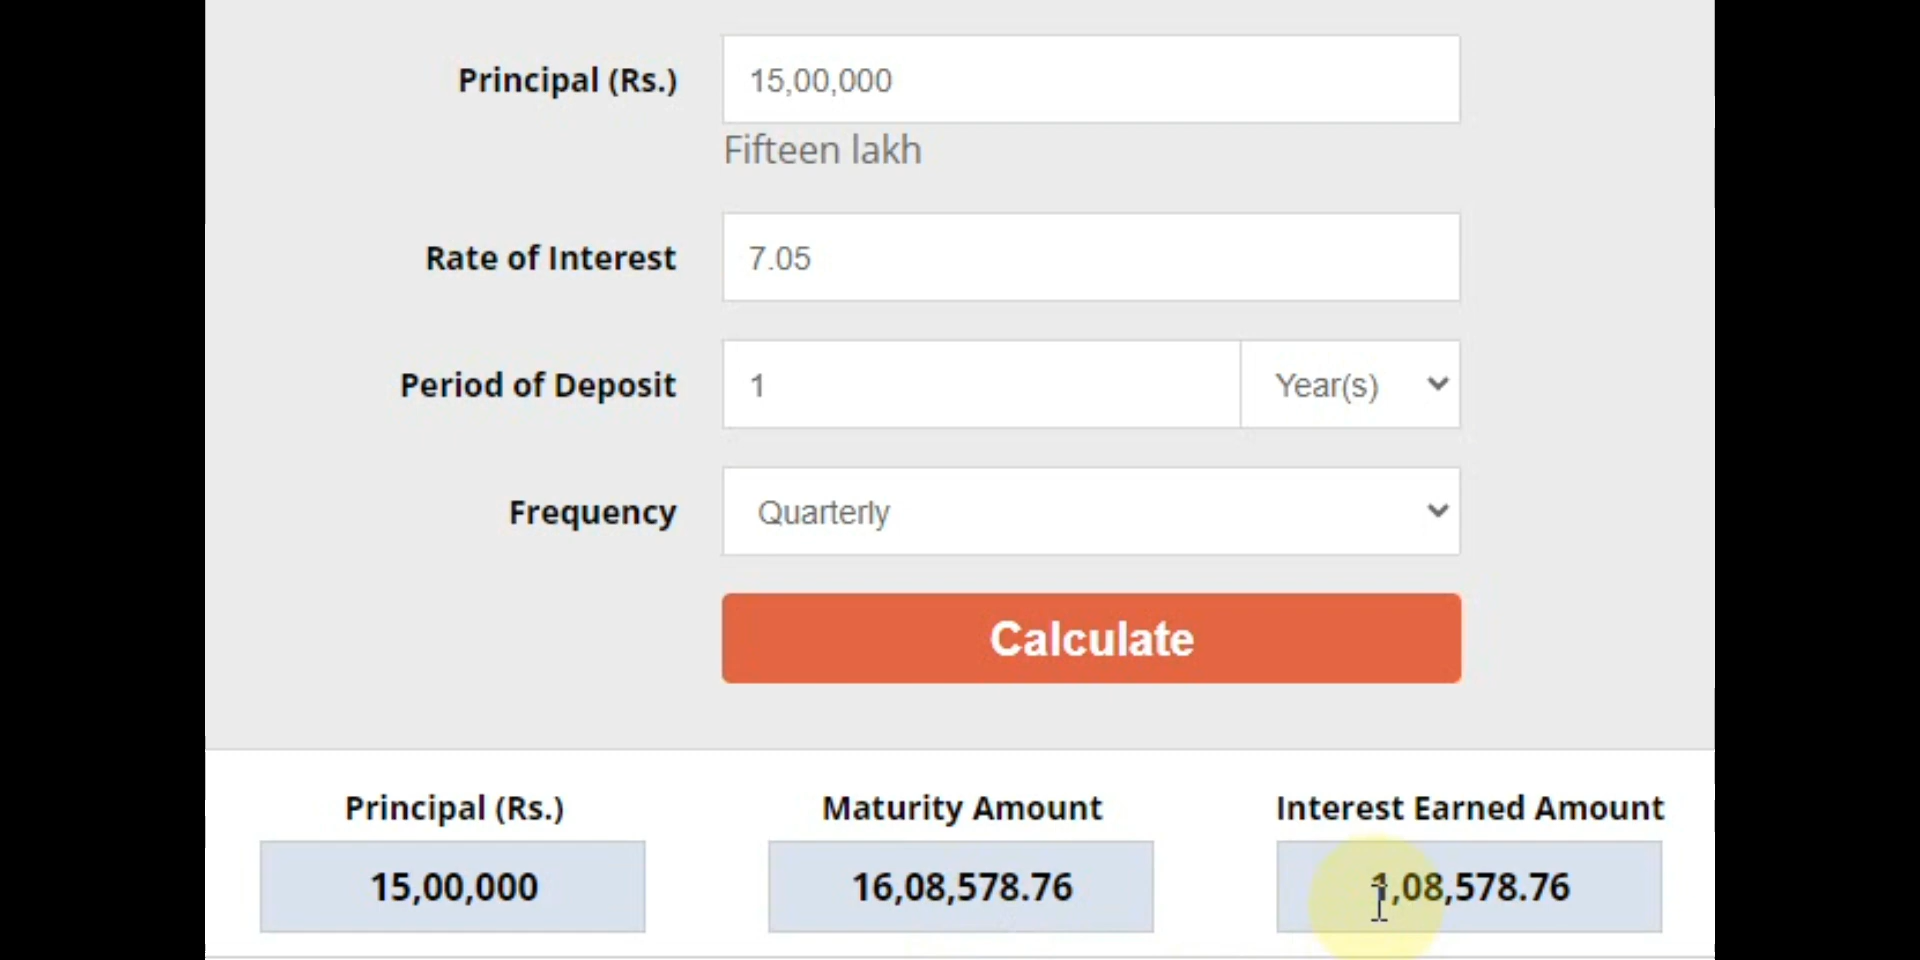 Principal (Rs.) 15,00,000
Fifteen lakh
Rate of Interest 7.05
Period of Deposit 1 Year(s)
Frequency Quarterly
Calculate
Principal (Rs.) Maturity Amount Interest Earned Amount
15,00,000 16,08,578.76 1,08,578.76